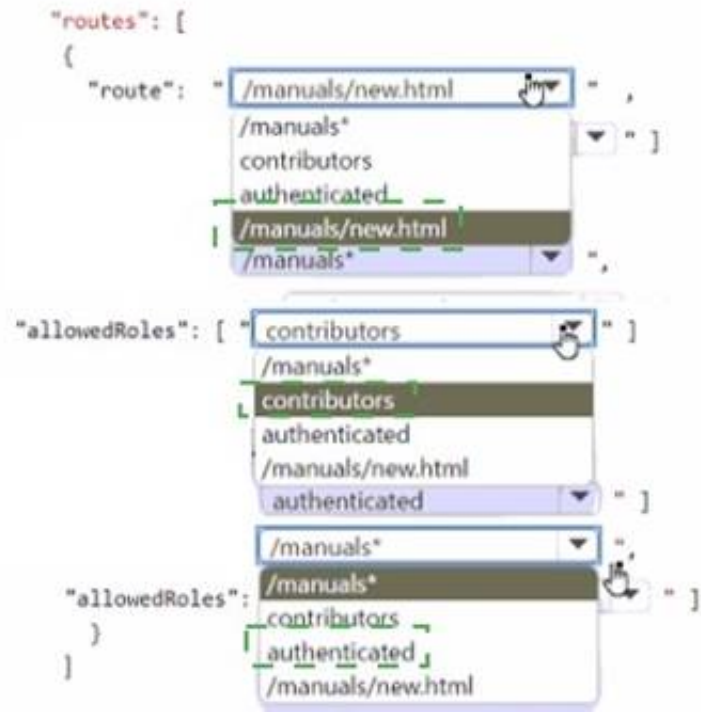 "routes": [
{
"route": " /manuals/new.html " ,
/manuals*
" ]
contributors
authenticated
/manuals/new.html
/manuals* ",
"allowedRoles": [ " contributors " ]
/manuals*
contributors
authenticated
/manuals/new.html
authenticated " ]
/manuals* ",
/manuals*
"allowedRoles": " ]
contributors
}
authenticated
]
/manuals/new.html